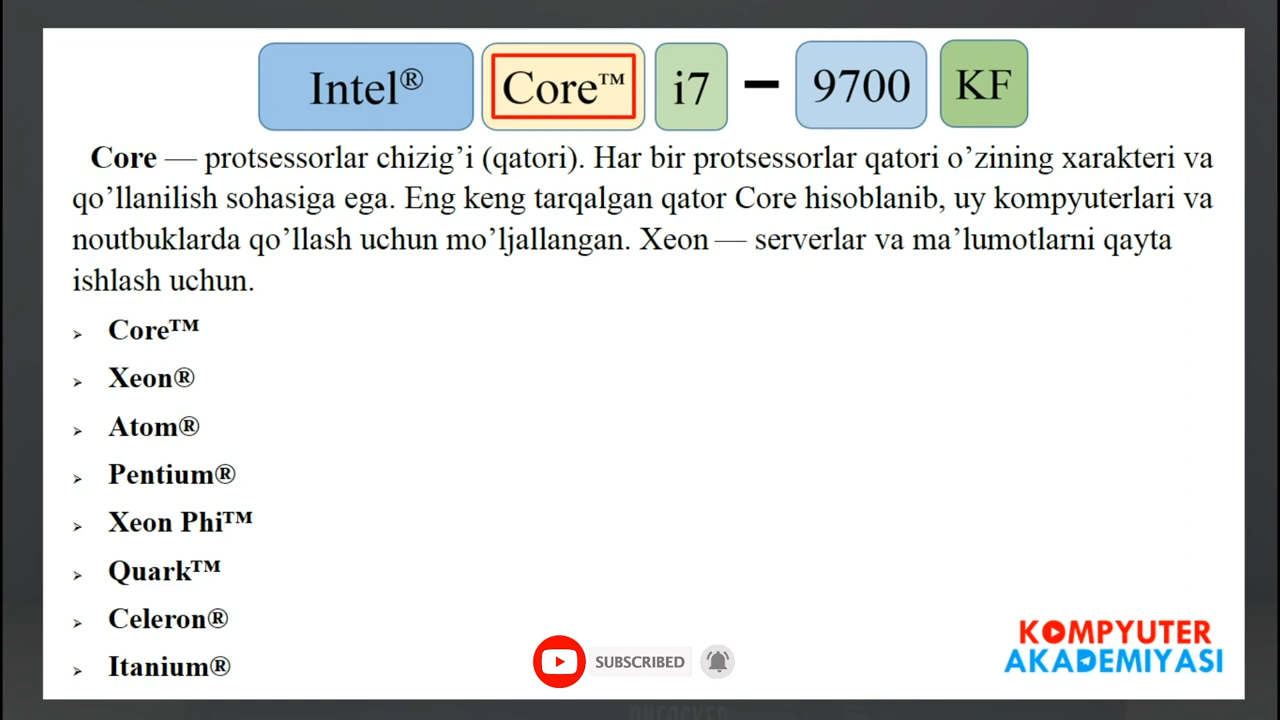 Intel® Core™ i7 – 9700 KF
Core — protsessorlar chizig’i (qatori). Har bir protsessorlar qatori o’zining xarakteri va
qo’llanilish sohasiga ega. Eng keng tarqalgan qator Core hisoblanib, uy kompyuterlari va
noutbuklarda qo’llash uchun mo’ljallangan. Xeon — serverlar va ma’lumotlarni qayta
ishlash uchun.
➢ Core™
➢ Xeon®
➢ Atom®
➢ Pentium®
➢ Xeon Phi™
➢ Quark™
➢ Celeron®
➢ Itanium®
SUBSCRIBED
KOMPYUTER
AKADEMIYASI